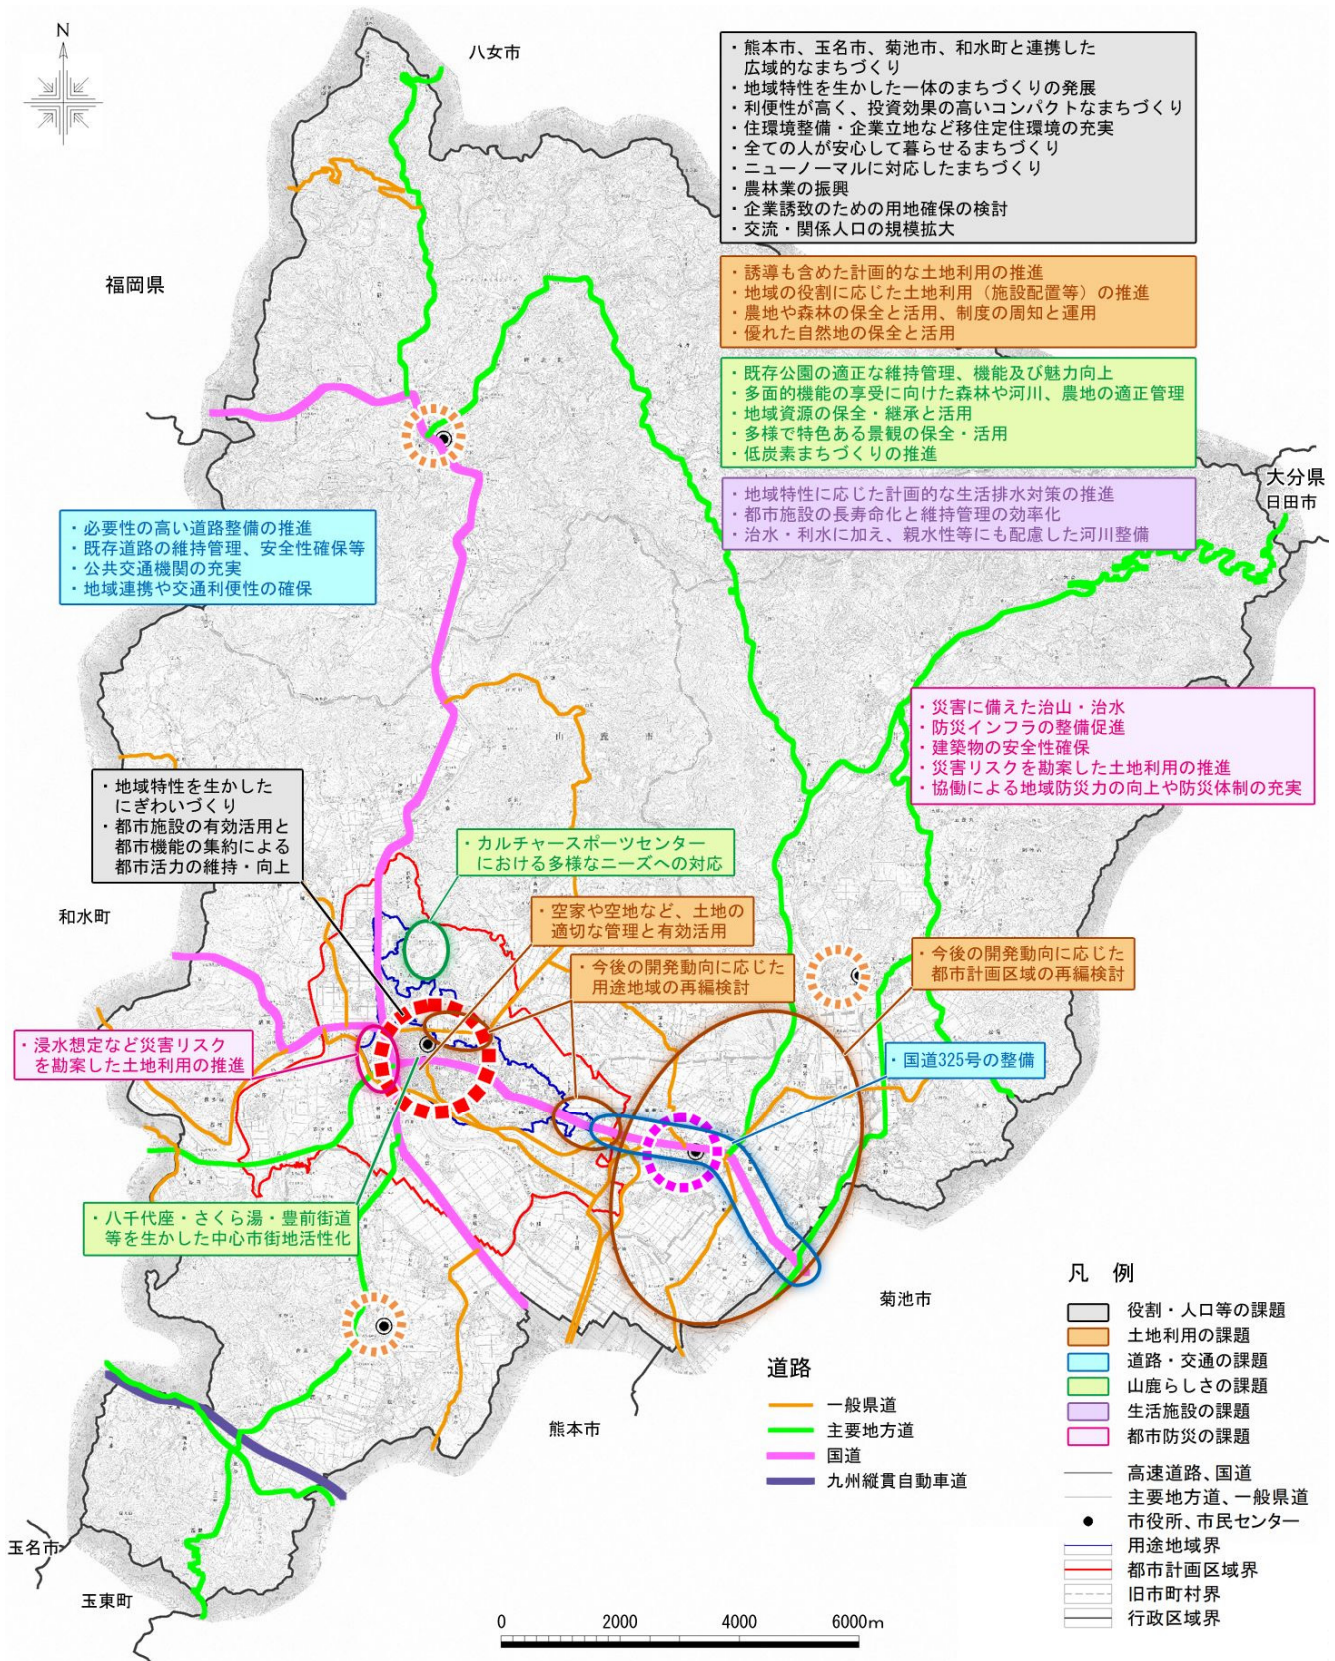 N
八女市
福岡県
・熊本市、玉名市、菊池市、和水町と連携した
広域的なまちづくり
・地域特性を生かした一体のまちづくりの発展
・利便性が高く、投資効果の高いコンパクトなまちづくり
・住環境整備・企業立地など移住定住環境の充実
・全ての人が安心して暮らせるまちづくり
・ニューノーマルに対応したまちづくり
・農林業の振興
・企業誘致のための用地確保の検討
・交流・関係人口の規模拡大
・誘導も含めた計画的な土地利用の推進
・地域の役割に応じた土地利用（施設配置等）の推進
・農地や森林の保全と活用、制度の周知と運用
・優れた自然地の保全と活用
・既存公園の適正な維持管理、機能及び魅力向上
・多面的機能の享受に向けた森林や河川、農地の適正管理
・地域資源の保全・継承と活用
・多様で特色ある景観の保全・活用
・低炭素まちづくりの推進
・地域特性に応じた計画的な生活排水対策の推進
・都市施設の長寿命化と維持管理の効率化
・治水・利水に加え、親水性等にも配慮した河川整備
大分県
日田市
・必要性の高い道路整備の推進
・既存道路の維持管理、安全性確保等
・公共交通機関の充実
・地域連携や交通利便性の確保
・災害に備えた治山・治水
・防災インフラの整備促進
・建築物の安全性確保
・災害リスクを勘案した土地利用の推進
・協働による地域防災力の向上や防災体制の充実
山鹿市
・地域特性を生かした
にぎわいづくり
・都市施設の有効活用と
都市機能の集約による
都市活力の維持・向上
・カルチャースポーツセンター
における多様なニーズへの対応
・空家や空地など、土地の
適切な管理と有効活用
・今後の開発動向に応じた
用途地域の再編検討
・今後の開発動向に応じた
都市計画区域の再編検討
和水町
・浸水想定など災害リスク
を勘案した土地利用の推進
・国道325号の整備
・八千代座・さくら湯・豊前街道
等を生かした中心市街地活性化
菊池市
熊本市
玉名市
玉東町
道路
一般県道
主要地方道
国道
九州縦貫自動車道
凡 例
役割・人口等の課題
土地利用の課題
道路・交通の課題
山鹿らしさの課題
生活施設の課題
都市防災の課題
高速道路、国道
主要地方道、一般県道
市役所、市民センター
用途地域界
都市計画区域界
旧市町村界
行政区域界
0 2000 4000 6000m